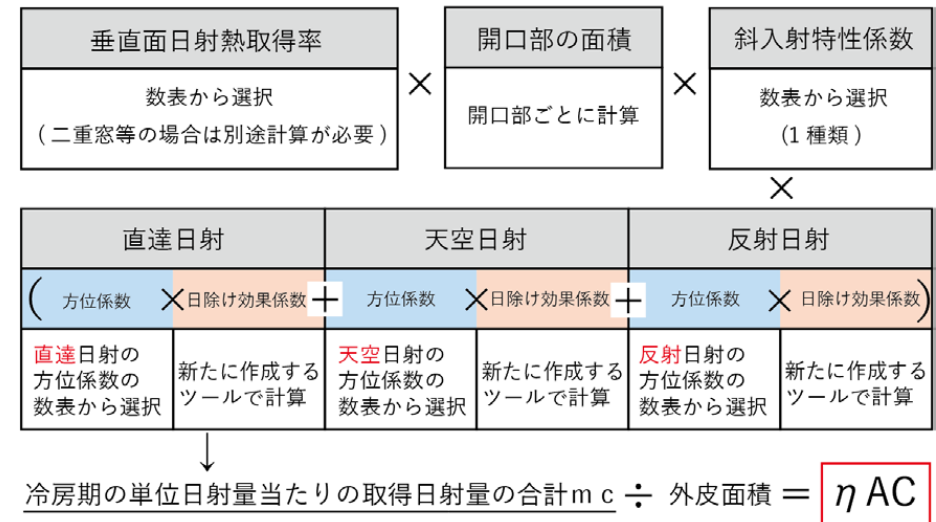 垂直面日射熱取得率
数表から選択
(二重窓等の場合は別途計算が必要)
×
開口部の面積
開口部ごとに計算
×
斜入射特性係数
数表から選択
(1種類)
×
直達日射
天空日射
反射日射
(方位係数×日除け効果係数+方位係数×日除け効果係数+方位係数×日除け効果係数)
直達日射の
方位係数の
数表から選択
新たに作成する
ツールで計算
天空日射の
方位係数の
数表から選択
新たに作成する
ツールで計算
反射日射の
方位係数の
数表から選択
新たに作成する
ツールで計算
↓
冷房期の単位日射量当たりの取得日射量の合計mc÷外皮面積=ηAC